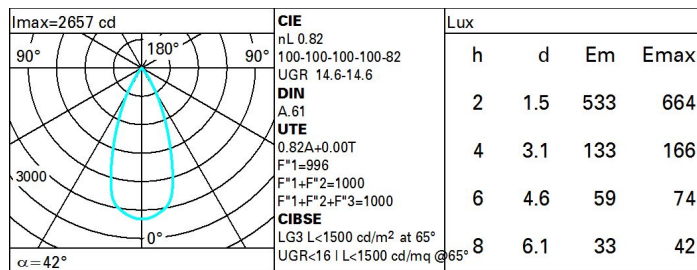 Imax=2657 cd
90° 180° 90°
3000
0°
α=42°
CIE
nL 0.82
100-100-100-100-82
UGR 14.6-14.6
DIN
A.61
UTE
0.82A+0.00T
F"1=996
F"1+F"2=1000
F"1+F"2+F"3=1000
CIBSE
LG3 L<1500 cd/m² at 65°
UGR<16 | L<1500 cd/mq @65°
Lux
h d Em Emax
2 1.5 533 664
4 3.1 133 166
6 4.6 59 74
8 6.1 33 42